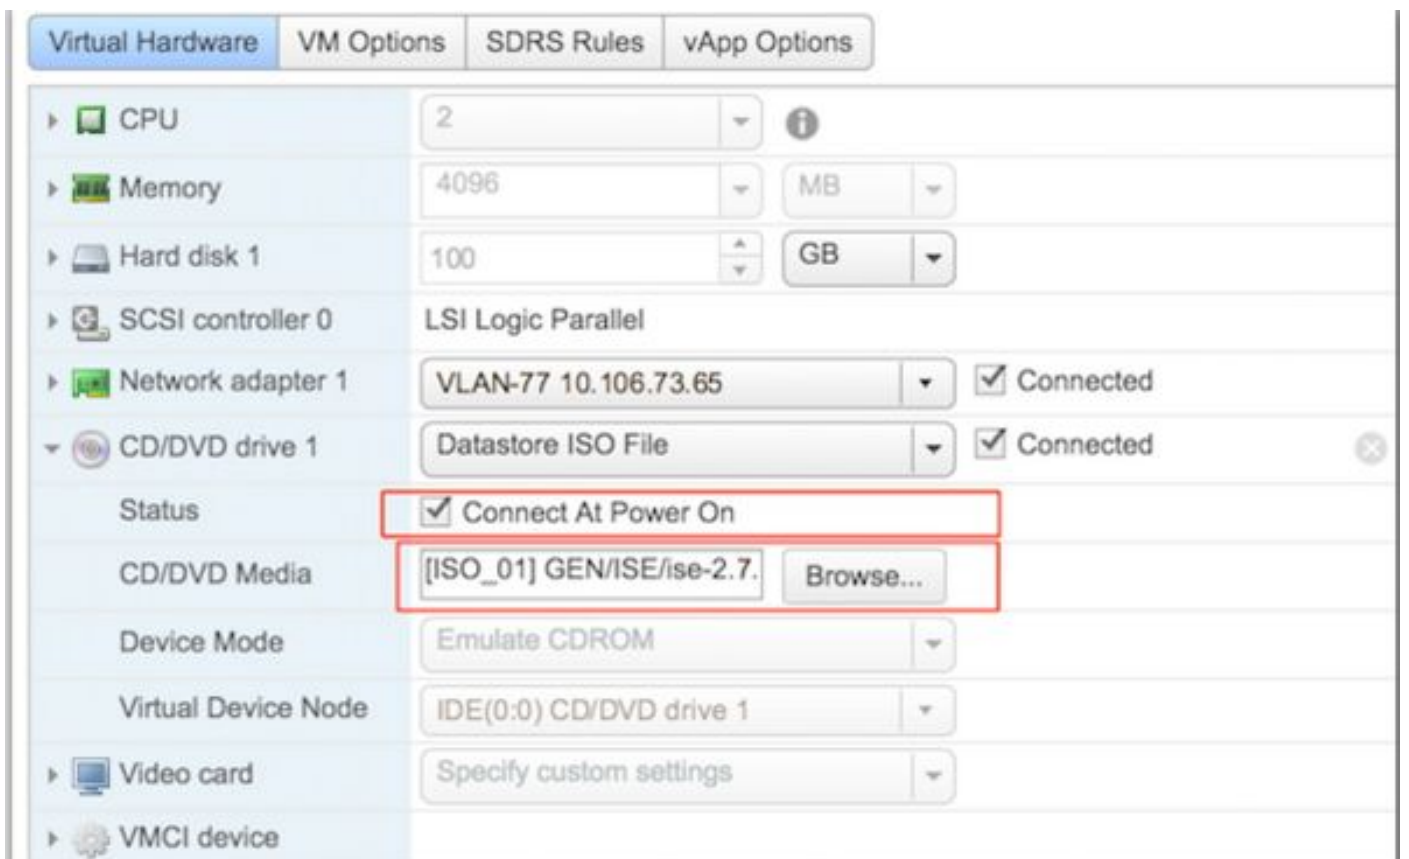 Virtual Hardware VM Options SDRS Rules vApp Options
CPU 2
Memory 4096 MB
Hard disk 1 100 GB
SCSI controller 0 LSI Logic Parallel
Network adapter 1 VLAN-77 10.106.73.65 Connected
CD/DVD drive 1 Datastore ISO File Connected
Status Connect At Power On
CD/DVD Media [ISO_01] GEN/ISE/ise-2.7. Browse...
Device Mode Emulate CDROM
Virtual Device Node IDE(0:0) CD/DVD drive 1
Video card Specify custom settings
VMCI device